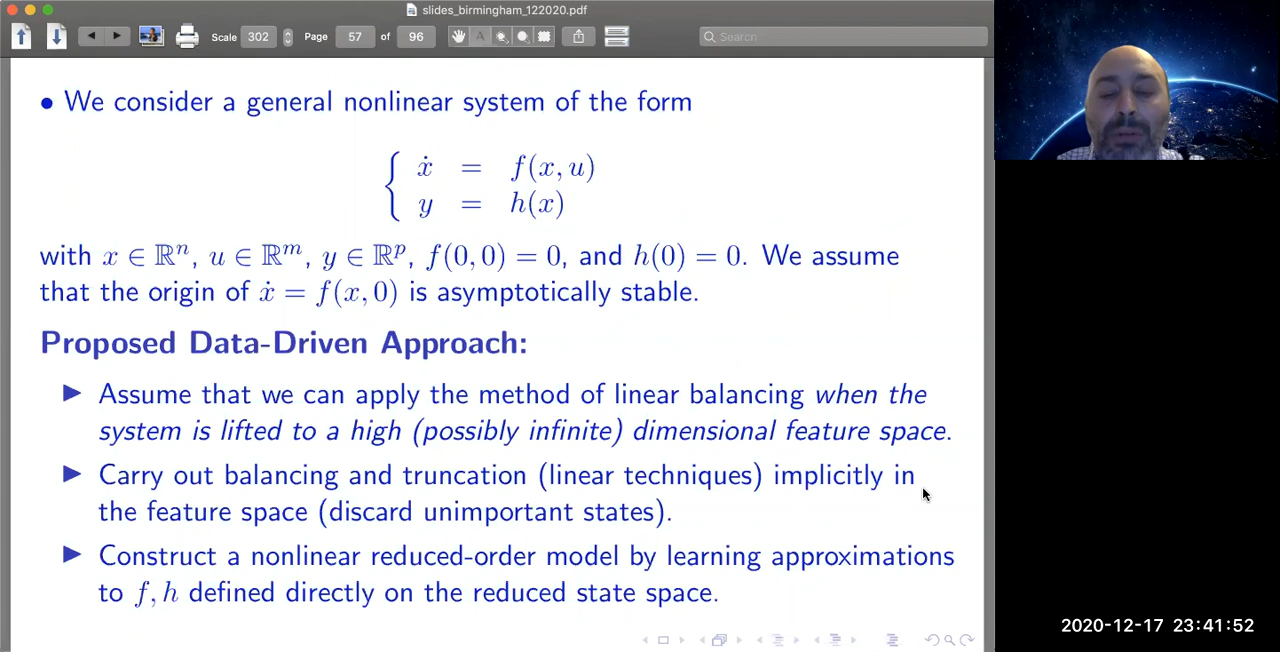 slides_birmingham_122020.pdf
Scale 302 Page 57 of 96 Search
• We consider a general nonlinear system of the form
ẋ = f(x, u)
y = h(x)
with x ∈ ℝⁿ, u ∈ ℝᵐ, y ∈ ℝᵖ, f(0, 0) = 0, and h(0) = 0. We assume
that the origin of ẋ = f(x, 0) is asymptotically stable.
Proposed Data-Driven Approach:
▶ Assume that we can apply the method of linear balancing when the
system is lifted to a high (possibly infinite) dimensional feature space.
▶ Carry out balancing and truncation (linear techniques) implicitly in
the feature space (discard unimportant states).
▶ Construct a nonlinear reduced-order model by learning approximations
to f, h defined directly on the reduced state space.
2020-12-17 23:41:52